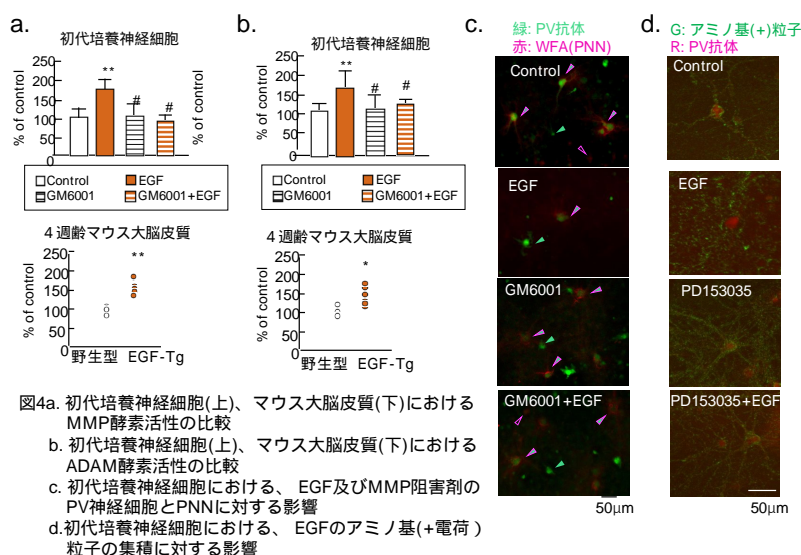 a.
初代培養神経細胞
% of control
200
150
100
50
0
**
#
#
% of control
Control
EGF
GM6001
GM6001+EGF
4週齢マウス大脳皮質
% of control
250
200
150
100
50
0
**
野生型 EGF-Tg
b.
初代培養神経細胞
250
200
150
100
50
0
**
#
#
Control
EGF
GM6001
GM6001+EGF
4週齢マウス大脳皮質
% of control
250
200
150
100
50
0
*
野生型 EGF-Tg
c.
緑: PV抗体
赤: WFA(PNN)
Control
EGF
GM6001
GM6001+EGF
50μm
d.
G: アミノ基(+)粒子
R: PV抗体
Control
EGF
PD153035
PD153035+EGF
50μm
図4a. 初代培養神経細胞(上)、マウス大脳皮質(下)における
MMP酵素活性の比較
b. 初代培養神経細胞(上)、マウス大脳皮質(下)における
ADAM酵素活性の比較
c. 初代培養神経細胞における、 EGF及びMMP阻害剤の
PV神経細胞とPNNに対する影響
d.初代培養神経細胞における、 EGFのアミノ基(+電荷 )
粒子の集積に対する影響